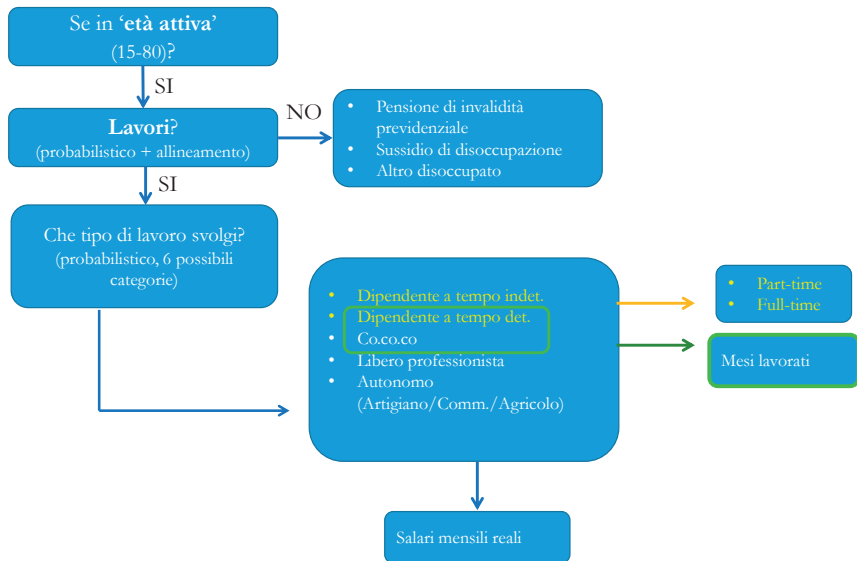 Se in ‘età attiva’
(15-80)?
SI
Lavori?
(probabilistico + allineamento)
NO
• Pensione di invalidità
previdenziale
• Sussidio di disoccupazione
• Altro disoccupato
SI
Che tipo di lavoro svolgi?
(probabilistico, 6 possibili
categorie)
• Dipendente a tempo indet.
• Dipendente a tempo det.
• Co.co.co
• Libero professionista
• Autonomo
(Artigiano/Comm./Agricolo)
• Part-time
• Full-time
Mesi lavorati
Salari mensili reali